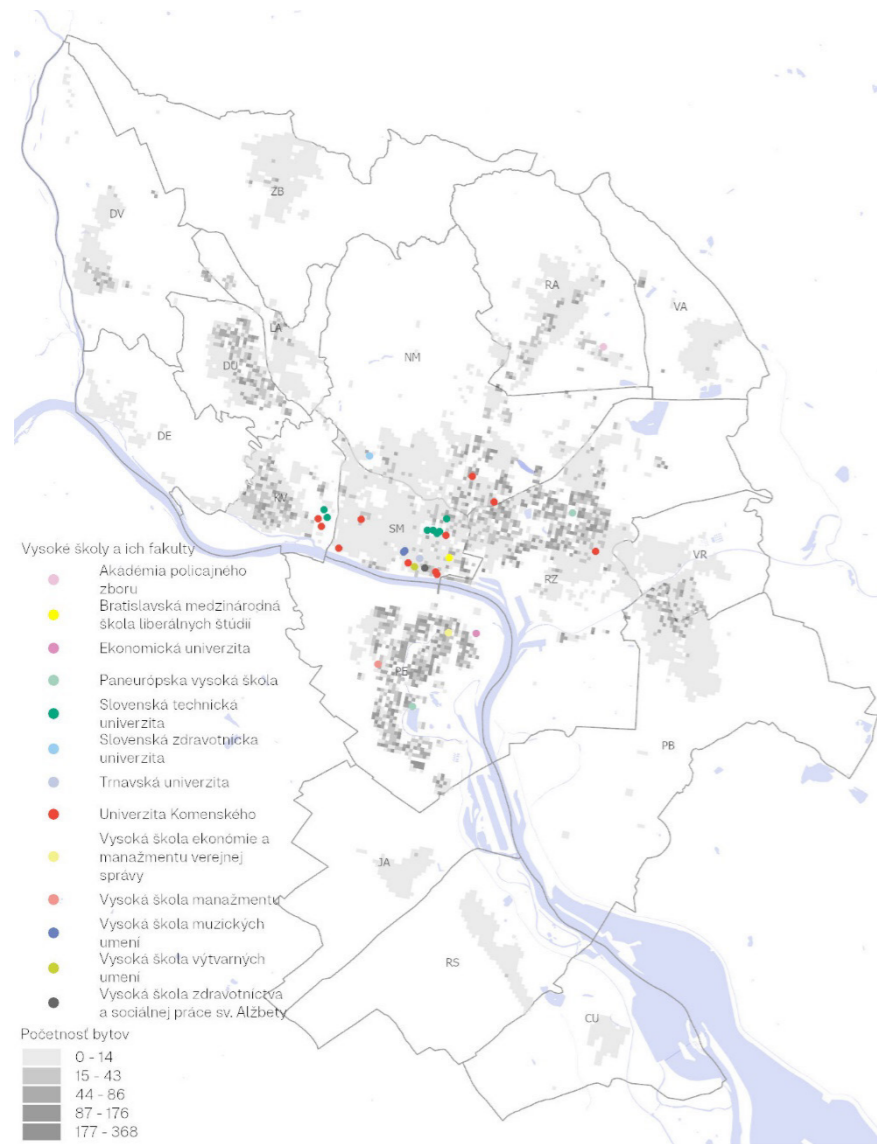 ZB
DV
RA
VA
LA
NM
DÚ
DE
KV
SM
VR
RZ
PE
PB
JA
RS
CU
Vysoké školy a ich fakulty
Akadémia policajného
zboru
Bratislavská medzinárodná
škola liberálnych štúdií
Ekonomická univerzita
Paneurópska vysoká škola
Slovenská technická
univerzita
Slovenská zdravotnícka
univerzita
Trnavská univerzita
Univerzita Komenského
Vysoká škola ekonómie a
manažmentu verejnej
správy
Vysoká škola manažmentu
Vysoká škola muzických
umení
Vysoká škola výtvarných
umení
Vysoká škola zdravotníctva
a sociálnej práce sv. Alžbety
Početnosť bytov
0 - 14
15 - 43
44 - 86
87 - 176
177 - 368